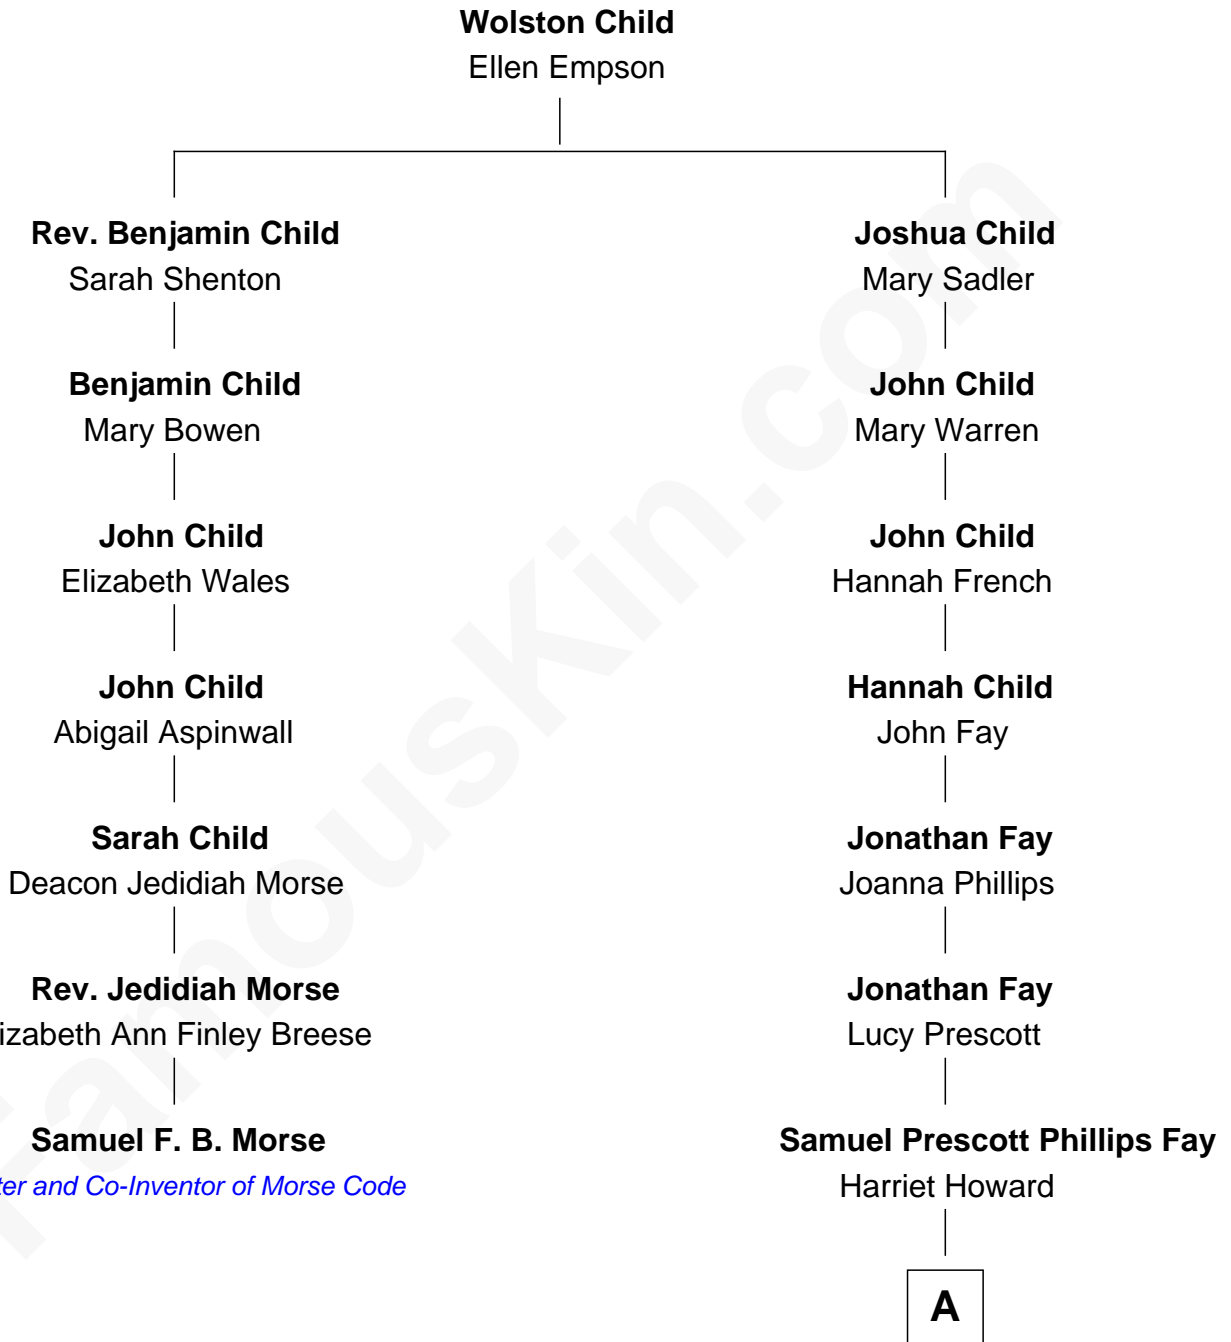 Wolston Child
Ellen Empson
Rev. Benjamin Child
Sarah Shenton
Joshua Child
Mary Sadler
Benjamin Child
Mary Bowen
John Child
Mary Warren
John Child
Elizabeth Wales
John Child
Hannah French
John Child
Abigail Aspinwall
Hannah Child
John Fay
Sarah Child
Deacon Jedidiah Morse
Jonathan Fay
Joanna Phillips
Rev. Jedidiah Morse
izabeth Ann Finley Breese
Jonathan Fay
Lucy Prescott
Samuel F. B. Morse
ter and Co-Inventor of Morse Code
Samuel Prescott Phillips Fay
Harriet Howard
A
FamousKin.com